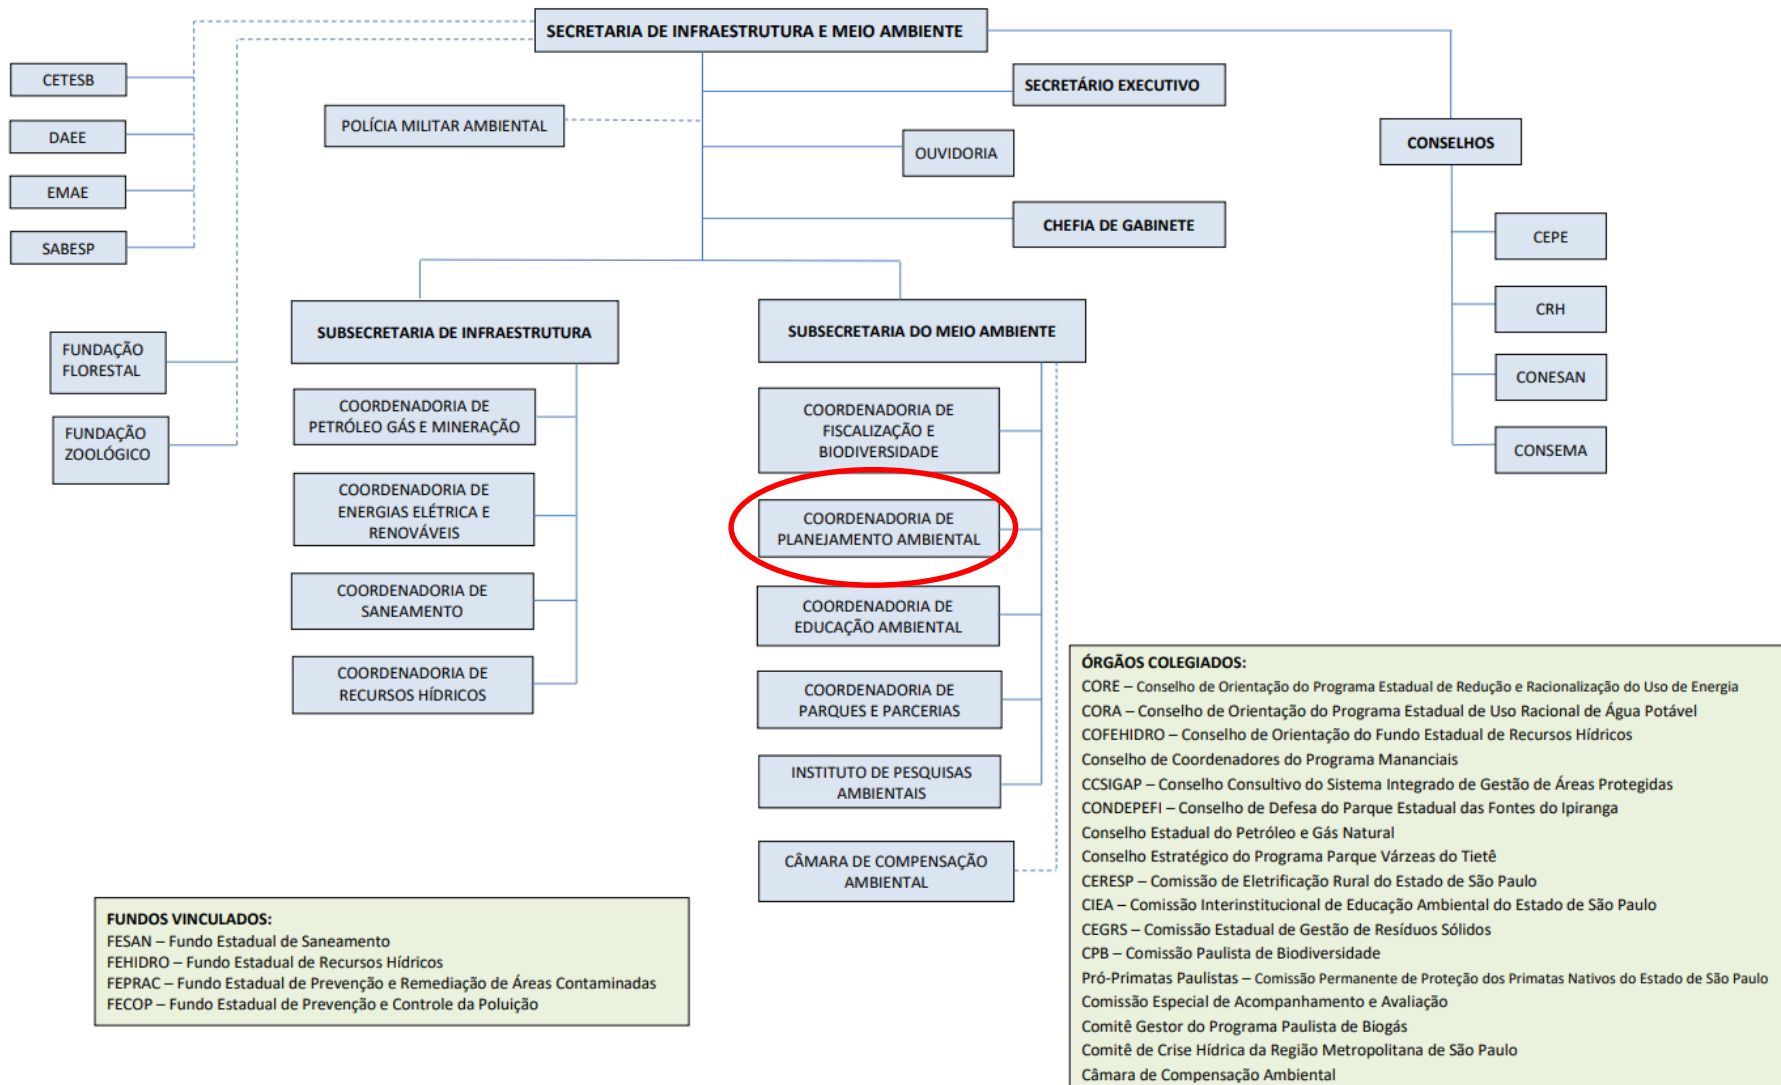 SECRETARIA DE INFRAESTRUTURA E MEIO AMBIENTE
CETESB
DAEE
EMAE
SABESP
FUNDAÇÃO
FLORESTAL
FUNDAÇÃO
ZOOLÓGICO
POLÍCIA MILITAR AMBIENTAL
SECRETÁRIO EXECUTIVO
OUVIDORIA
CHEFIA DE GABINETE
CONSELHOS
CEPE
CRH
CONESAN
CONSEMA
SUBSECRETARIA DE INFRAESTRUTURA
COORDENADORIA DE
PETRÓLEO GÁS E MINERAÇÃO
COORDENADORIA DE
ENERGIAS ELÉTRICA E
RENOVÁVEIS
COORDENADORIA DE
SANEAMENTO
COORDENADORIA DE
RECURSOS HÍDRICOS
SUBSECRETARIA DO MEIO AMBIENTE
COORDENADORIA DE
FISCALIZAÇÃO E
BIODIVERSIDADE
COORDENADORIA DE
PLANEJAMENTO AMBIENTAL
COORDENADORIA DE
EDUCAÇÃO AMBIENTAL
COORDENADORIA DE
PARQUES E PARCERIAS
INSTITUTO DE PESQUISAS
AMBIENTAIS
CÂMARA DE COMPENSAÇÃO
AMBIENTAL
FUNDOS VINCULADOS:
FESAN – Fundo Estadual de Saneamento
FEHIDRO – Fundo Estadual de Recursos Hídricos
FEPRAC – Fundo Estadual de Prevenção e Remediação de Áreas Contaminadas
FECOP – Fundo Estadual de Prevenção e Controle da Poluição
ÓRGÃOS COLEGIADOS:
CORE – Conselho de Orientação do Programa Estadual de Redução e Racionalização do Uso de Energia
CORA – Conselho de Orientação do Programa Estadual de Uso Racional de Água Potável
COFEHIDRO – Conselho de Orientação do Fundo Estadual de Recursos Hídricos
Conselho de Coordenadores do Programa Mananciais
CCSIGAP – Conselho Consultivo do Sistema Integrado de Gestão de Áreas Protegidas
CONDEPEFI – Conselho de Defesa do Parque Estadual das Fontes do Ipiranga
Conselho Estadual do Petróleo e Gás Natural
Conselho Estratégico do Programa Parque Várzeas do Tietê
CERESP – Comissão de Eletrificação Rural do Estado de São Paulo
CIEA – Comissão Interinstitucional de Educação Ambiental do Estado de São Paulo
CEGRS – Comissão Estadual de Gestão de Resíduos Sólidos
CPB – Comissão Paulista de Biodiversidade
Pró-Primatas Paulistas – Comissão Permanente de Proteção dos Primatas Nativos do Estado de São Paulo
Comissão Especial de Acompanhamento e Avaliação
Comitê Gestor do Programa Paulista de Biogás
Comitê de Crise Hídrica da Região Metropolitana de São Paulo
Câmara de Compensação Ambiental